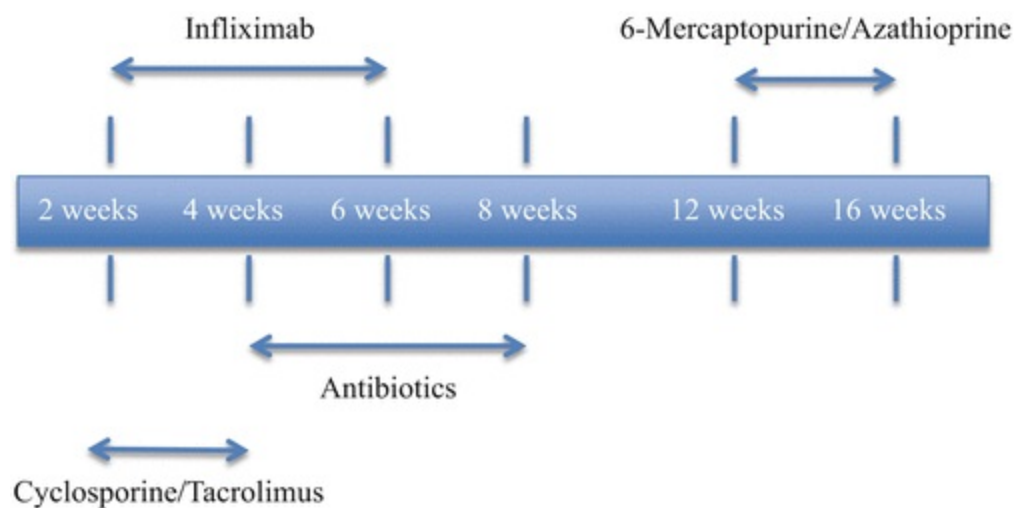 Infliximab
6-Mercaptopurine/Azathioprine
2 weeks
4 weeks
6 weeks
8 weeks
12 weeks
16 weeks
Antibiotics
Cyclosporine/Tacrolimus